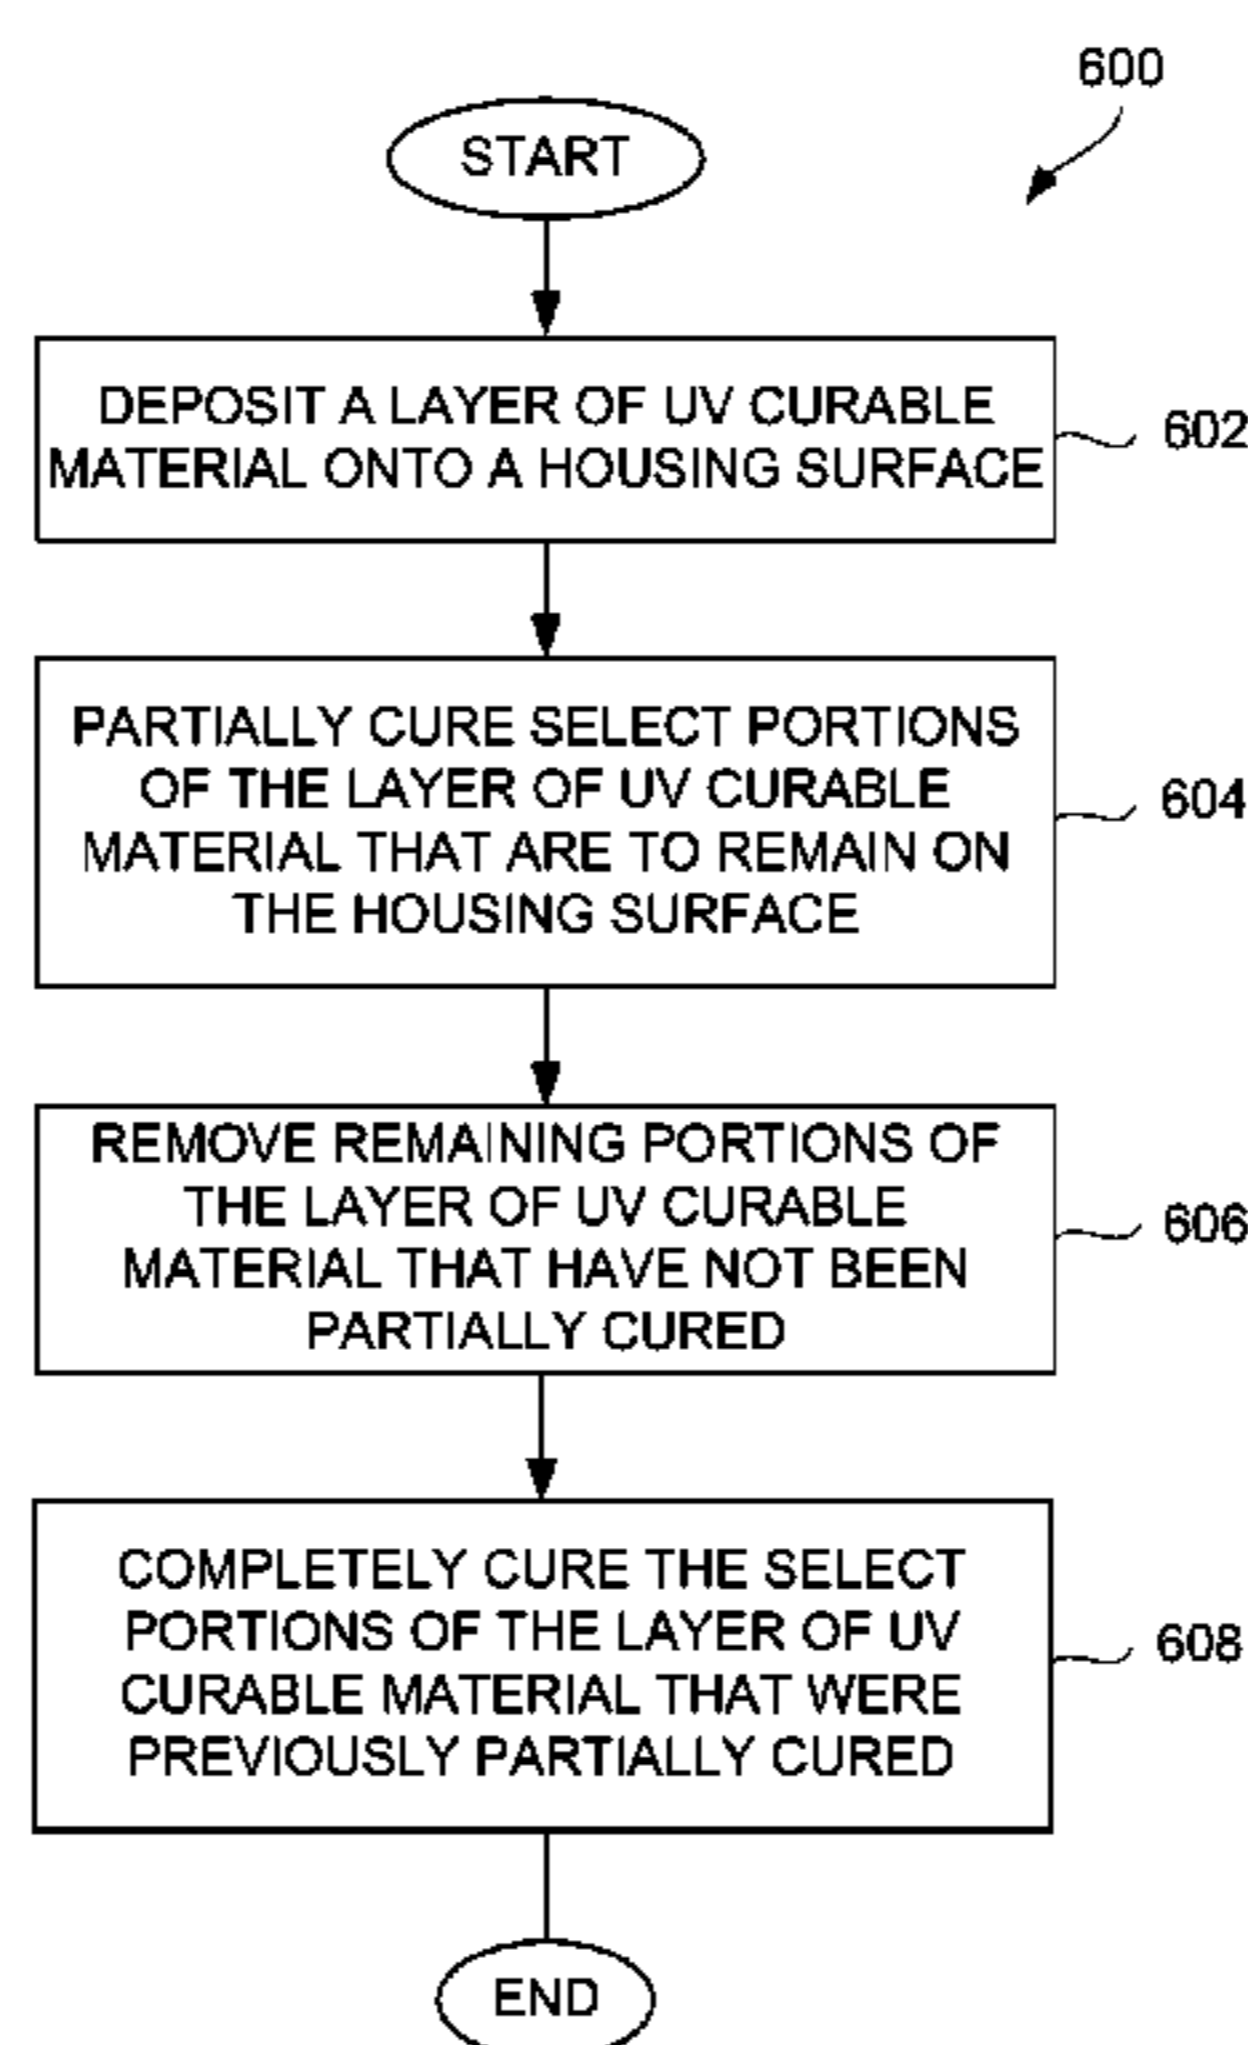 600
START
DEPOSIT A LAYER OF UV CURABLE
MATERIAL ONTO A HOUSING SURFACE
602
PARTIALLY CURE SELECT PORTIONS
OF THE LAYER OF UV CURABLE
MATERIAL THAT ARE TO REMAIN ON
THE HOUSING SURFACE
604
REMOVE REMAINING PORTIONS OF
THE LAYER OF UV CURABLE
MATERIAL THAT HAVE NOT BEEN
PARTIALLY CURED
606
COMPLETELY CURE THE SELECT
PORTIONS OF THE LAYER OF UV
CURABLE MATERIAL THAT WERE
PREVIOUSLY PARTIALLY CURED
608
END